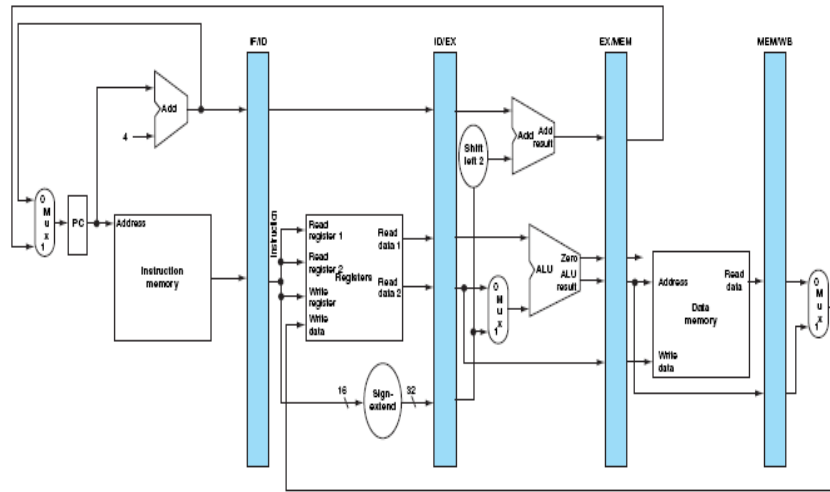 IF/ID
ID/EX
EX/MEM
MEM/WB
Add
4
Shift
left 2
Add
Add
result
0
M
u
x
1
PC
Address
Instruction
memory
Instruction
Read
register 1
Read
register 2
Registers
Write
register
Write
data
Read
data 1
Read
data 2
0
M
u
x
1
ALU
Zero
ALU
result
Address
Read
data
Data
memory
Write
data
0
M
u
x
1
16
Sign-
extend
32